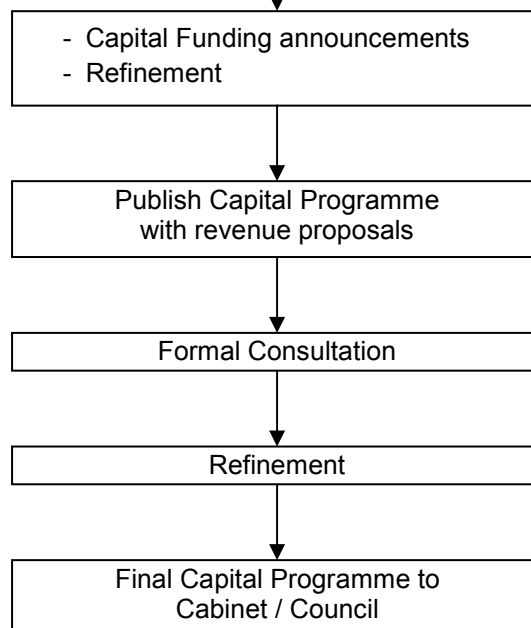 - Capital Funding announcements
- Refinement
Publish Capital Programme
with revenue proposals
Formal Consultation
Refinement
Final Capital Programme to
Cabinet / Council